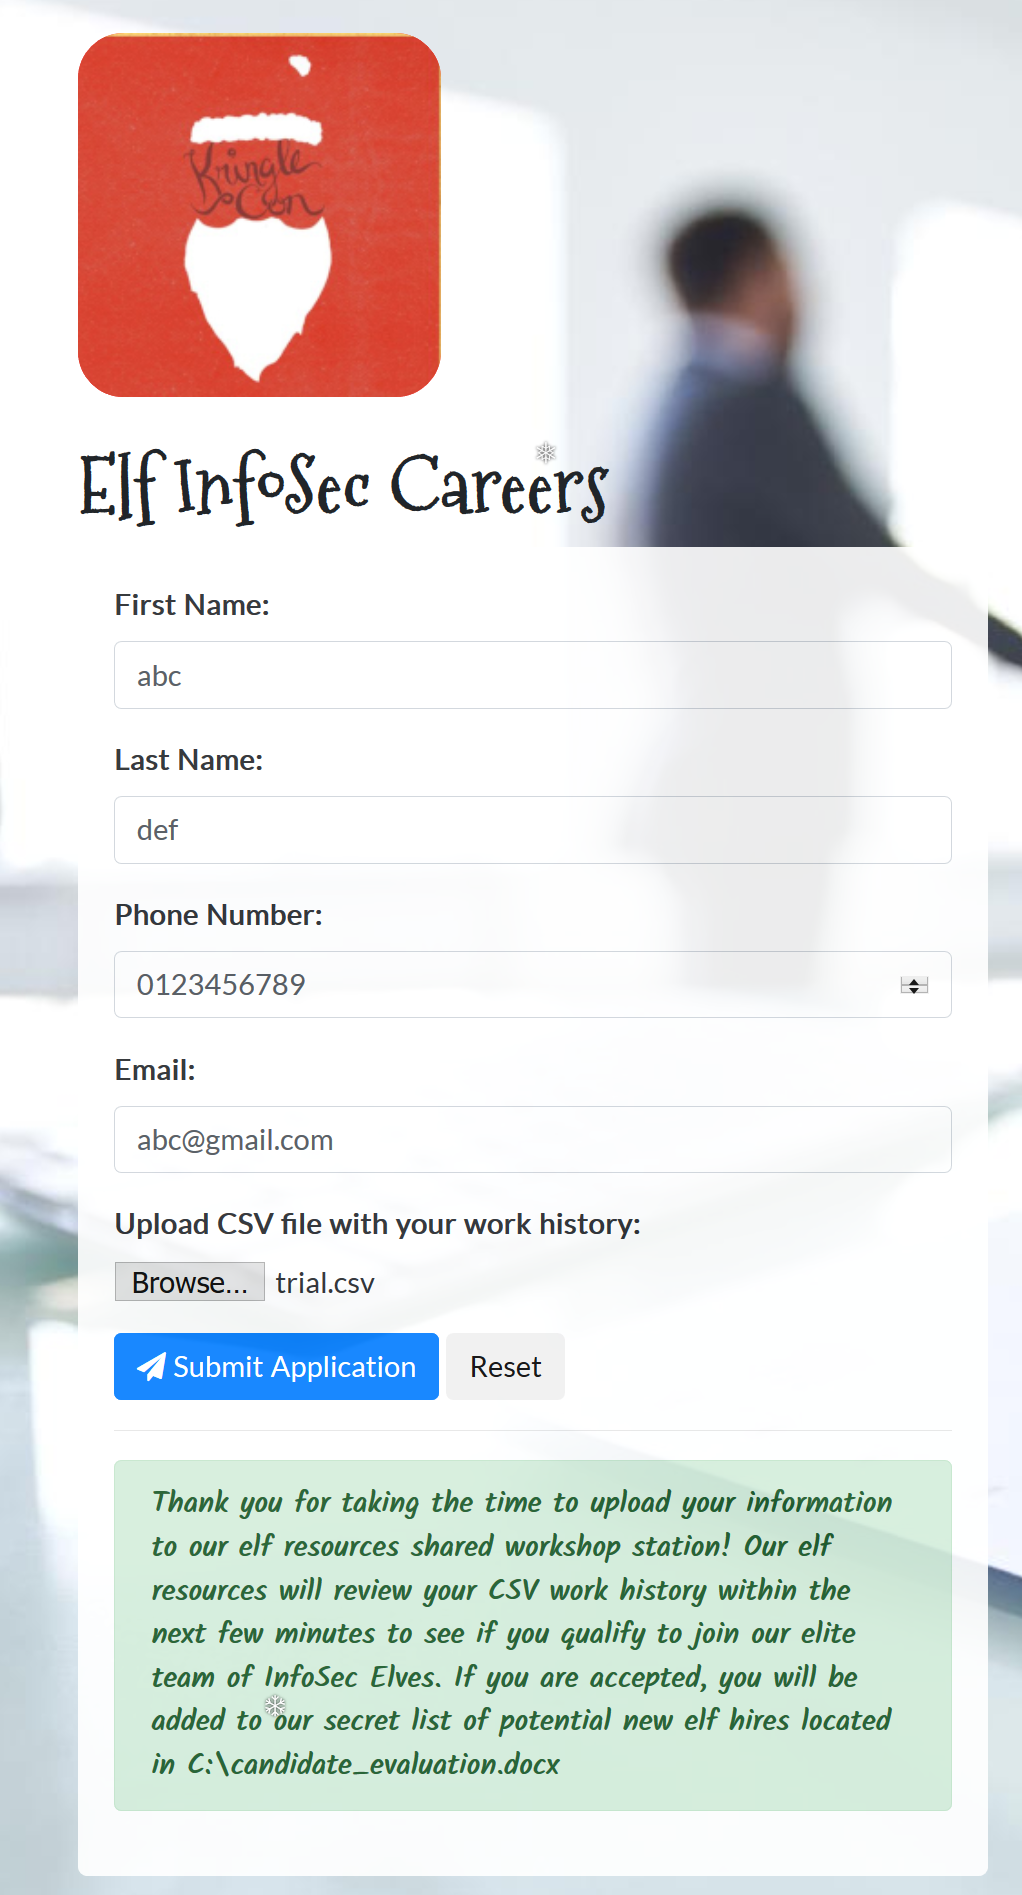 Kringle
Con
Elf InfoSec Careers
First Name:
abc
Last Name:
def
Phone Number:
0123456789
Email:
abc@gmail.com
Upload CSV file with your work history:
Browse... trial.csv
Submit Application Reset
Thank you for taking the time to upload your information
to our elf resources shared workshop station! Our elf
resources will review your CSV work history within the
next few minutes to see if you qualify to join our elite
team of InfoSec Elves. If you are accepted, you will be
added to our secret list of potential new elf hires located
in C:\candidate_evaluation.docx